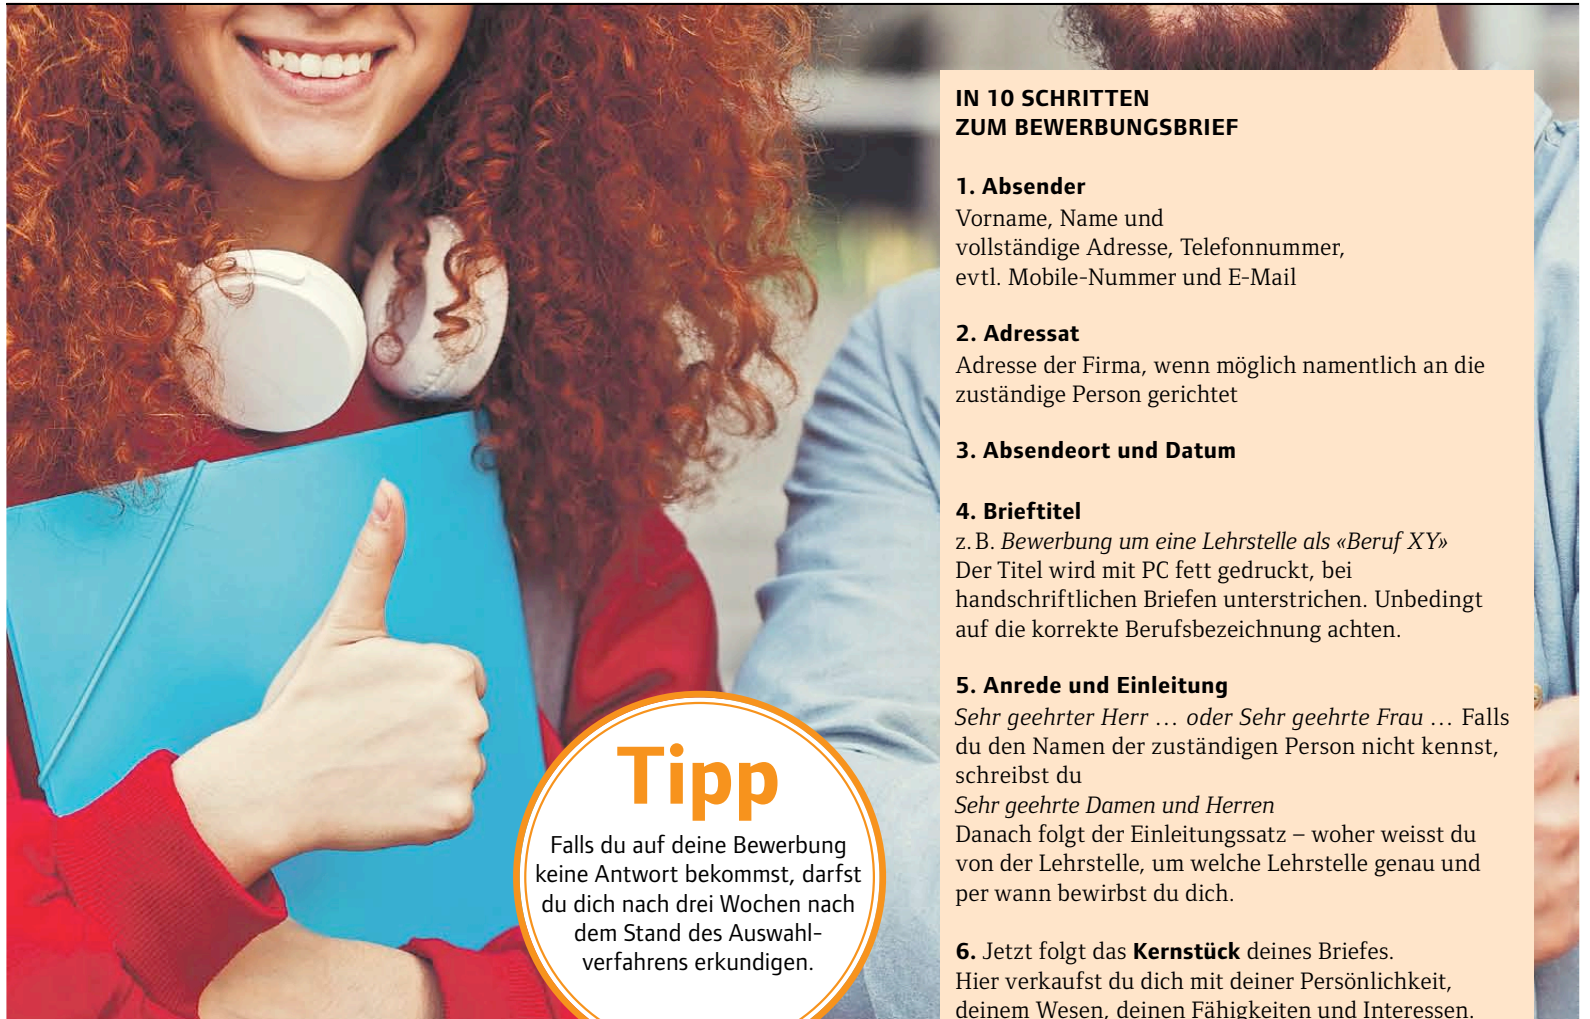 IN 10 SCHRITTEN
ZUM BEWERBUNGSBRIEF
1. Absender
Vorname, Name und
vollständige Adresse, Telefonnummer,
evtl. Mobile-Nummer und E-Mail
2. Adressat
Adresse der Firma, wenn möglich namentlich an die
zuständige Person gerichtet
3. Absendeort und Datum
4. Brieftitel
z. B. Bewerbung um eine Lehrstelle als «Beruf XY»
Der Titel wird mit PC fett gedruckt, bei
handschriftlichen Briefen unterstrichen. Unbedingt
auf die korrekte Berufsbezeichnung achten.
5. Anrede und Einleitung
Sehr geehrter Herr … oder Sehr geehrte Frau … Falls
du den Namen der zuständigen Person nicht kennst,
schreibst du
Sehr geehrte Damen und Herren
Danach folgt der Einleitungssatz – woher weisst du
von der Lehrstelle, um welche Lehrstelle genau und
per wann bewirbst du dich.
6. Jetzt folgt das Kernstück deines Briefes.
Hier verkaufst du dich mit deiner Persönlichkeit,
deinem Wesen, deinen Fähigkeiten und Interessen.
Tipp
Falls du auf deine Bewerbung
keine Antwort bekommst, darfst
du dich nach drei Wochen nach
dem Stand des Auswahl-
verfahrens erkundigen.